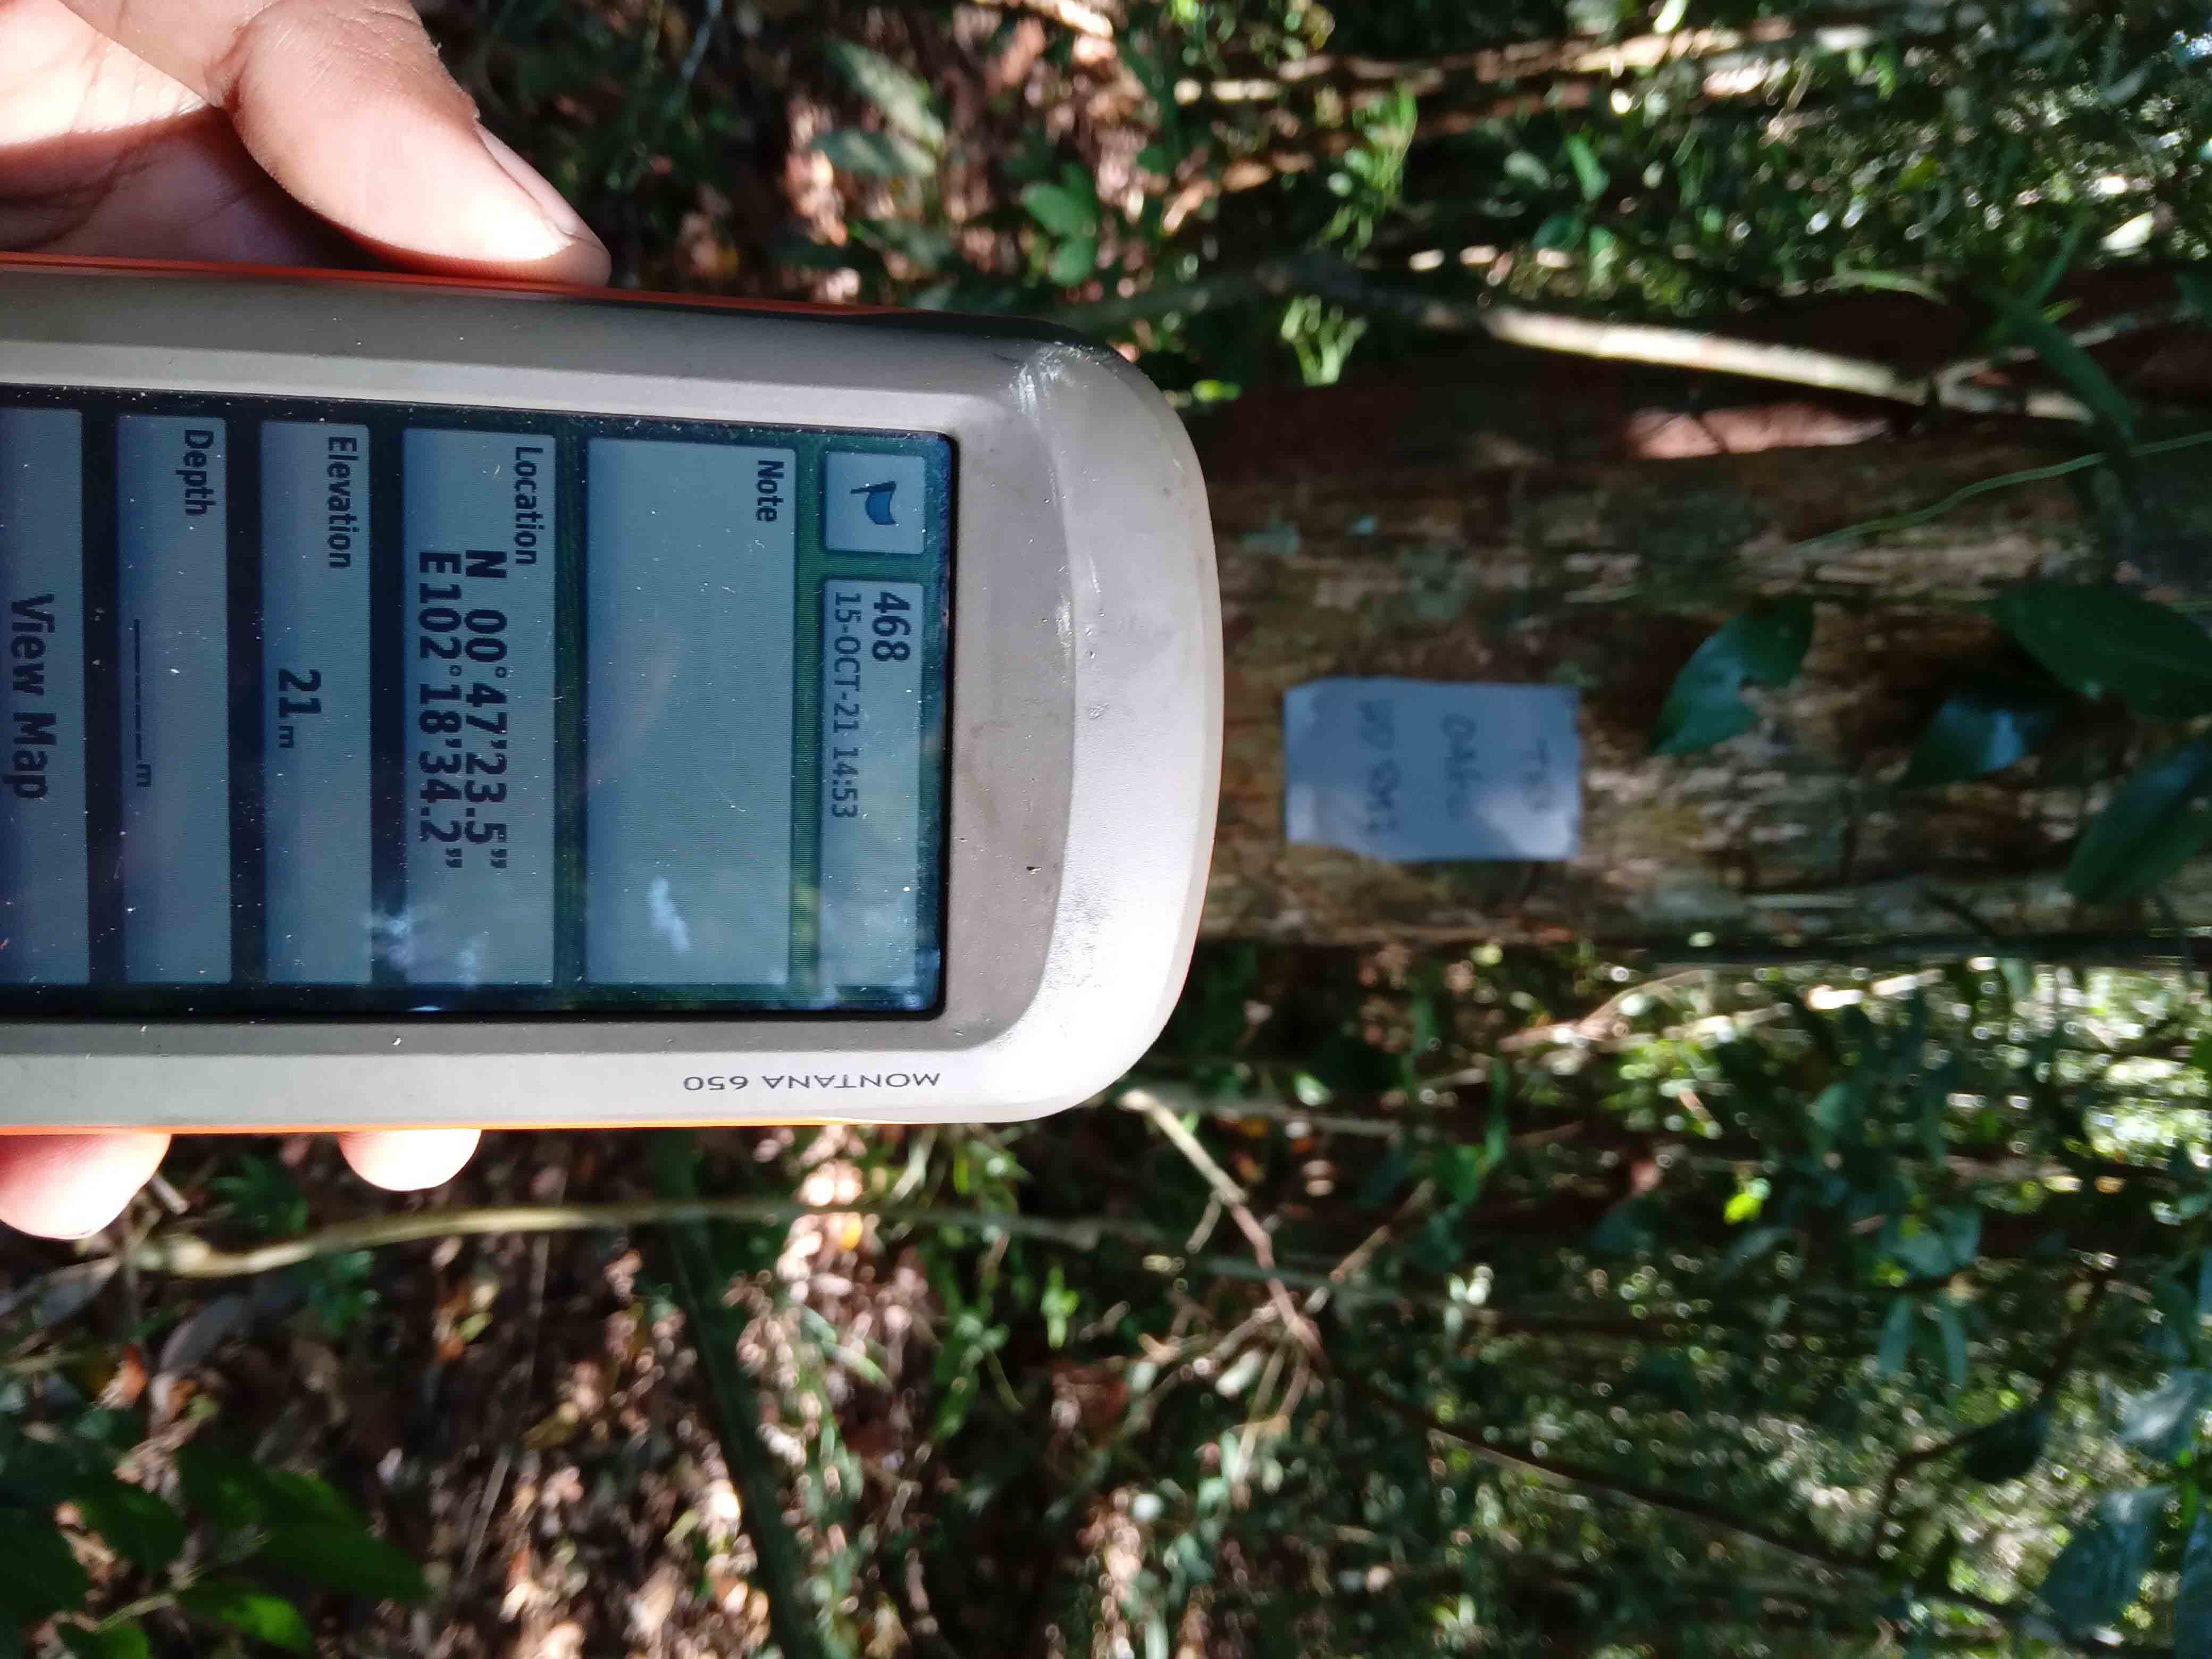 468
15-OCT-21 14:53
MONTANA 650
Note
Location
N 00°47'23.5"
E102°18'34.2"
Elevation
21m
Depth
_____m
View Map